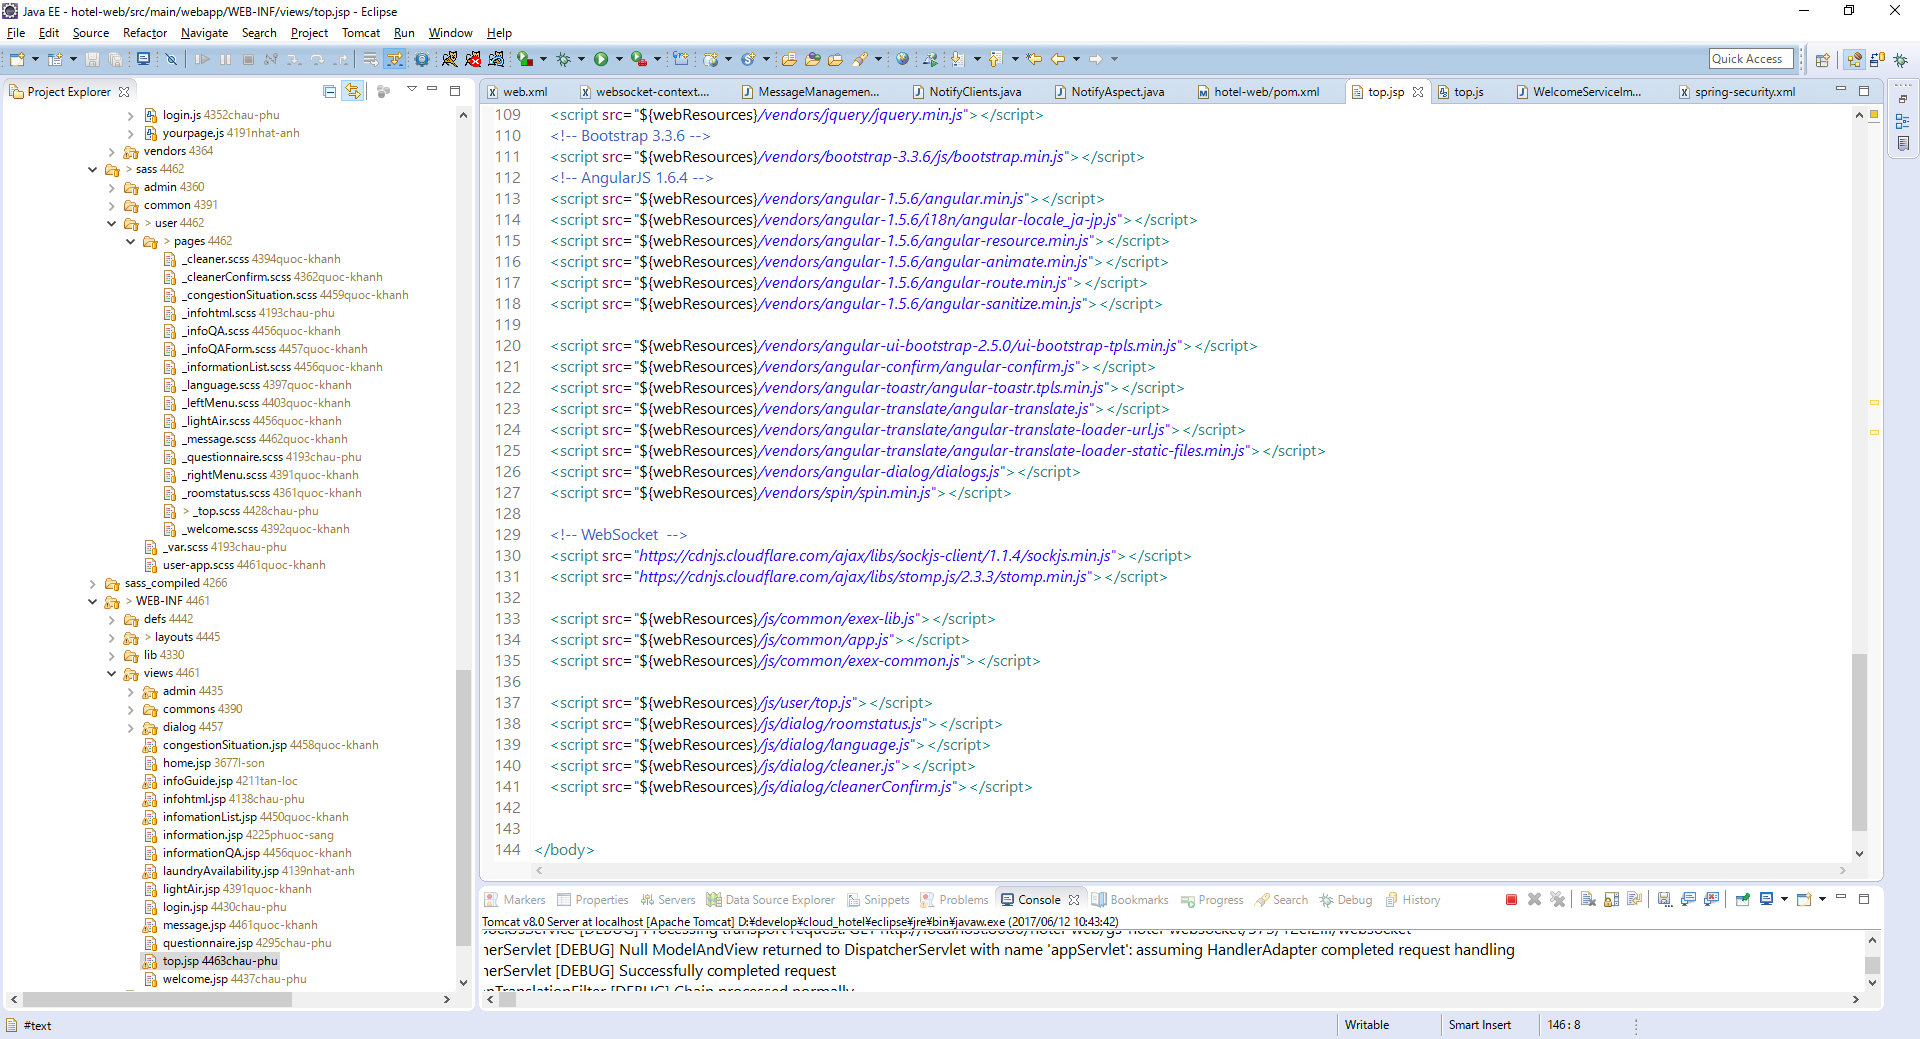 Java EE - hotel-web/src/main/webapp/WEB-INF/views/top.jsp - Eclipse
File Edit Source Refactor Navigate Search Project Tomcat Run Window Help
Quick Access
Project Explorer
login.js 4352chau-phu
yourpage.js 4191nhat-anh
vendors 4364
> sass 4462
admin 4360
common 4391
> user 4462
> pages 4462
_cleaner.scss 4394quoc-khanh
_cleanerConfirm.scss 4362quoc-khanh
_congestionSituation.scss 4459quoc-khanh
_infohtml.scss 4193chau-phu
_infoQA.scss 4456quoc-khanh
_infoQAForm.scss 4457quoc-khanh
_informationList.scss 4456quoc-khanh
_language.scss 4397quoc-khanh
_leftMenu.scss 4403quoc-khanh
_lightAir.scss 4456quoc-khanh
_message.scss 4462quoc-khanh
_questionnaire.scss 4193chau-phu
_rightMenu.scss 4391quoc-khanh
_roomstatus.scss 4361quoc-khanh
> _top.scss 4428chau-phu
_welcome.scss 4392quoc-khanh
_var.scss 4193chau-phu
user-app.scss 4461quoc-khanh
sass_compiled 4266
> WEB-INF 4461
defs 4442
> layouts 4445
lib 4330
views 4461
admin 4435
commons 4390
dialog 4457
congestionSituation.jsp 4458quoc-khanh
home.jsp 3677l-son
infoGuide.jsp 4211tan-loc
infohtml.jsp 4138chau-phu
infomationList.jsp 4450quoc-khanh
information.jsp 4225phuoc-sang
informationQA.jsp 4456quoc-khanh
laundryAvailability.jsp 4139nhat-anh
lightAir.jsp 4391quoc-khanh
login.jsp 4430chau-phu
message.jsp 4461quoc-khanh
questionnaire.jsp 4295chau-phu
top.jsp 4463chau-phu
welcome.jsp 4437chau-phu
web.xml websocket-context.... MessageManagemen... NotifyClients.java NotifyAspect.java hotel-web/pom.xml top.jsp top.js WelcomeServiceIm... spring-security.xml
109 <script src="${webResources}/vendors/jquery/jquery.min.js"></script>
110 <!-- Bootstrap 3.3.6 -->
111 <script src="${webResources}/vendors/bootstrap-3.3.6/js/bootstrap.min.js"></script>
112 <!-- AngularJS 1.6.4 -->
113 <script src="${webResources}/vendors/angular-1.5.6/angular.min.js"></script>
114 <script src="${webResources}/vendors/angular-1.5.6/i18n/angular-locale_ja-jp.js"></script>
115 <script src="${webResources}/vendors/angular-1.5.6/angular-resource.min.js"></script>
116 <script src="${webResources}/vendors/angular-1.5.6/angular-animate.min.js"></script>
117 <script src="${webResources}/vendors/angular-1.5.6/angular-route.min.js"></script>
118 <script src="${webResources}/vendors/angular-1.5.6/angular-sanitize.min.js"></script>
119
120 <script src="${webResources}/vendors/angular-ui-bootstrap-2.5.0/ui-bootstrap-tpls.min.js"></script>
121 <script src="${webResources}/vendors/angular-confirm/angular-confirm.js"></script>
122 <script src="${webResources}/vendors/angular-toastr/angular-toastr.tpls.min.js"></script>
123 <script src="${webResources}/vendors/angular-translate/angular-translate.js"></script>
124 <script src="${webResources}/vendors/angular-translate/angular-translate-loader-url.js"></script>
125 <script src="${webResources}/vendors/angular-translate/angular-translate-loader-static-files.min.js"></script>
126 <script src="${webResources}/vendors/angular-dialog/dialogs.js"></script>
127 <script src="${webResources}/vendors/spin/spin.min.js"></script>
128
129 <!-- WebSocket -->
130 <script src="https://cdnjs.cloudflare.com/ajax/libs/sockjs-client/1.1.4/sockjs.min.js"></script>
131 <script src="https://cdnjs.cloudflare.com/ajax/libs/stomp.js/2.3.3/stomp.min.js"></script>
132
133 <script src="${webResources}/js/common/exex-lib.js"></script>
134 <script src="${webResources}/js/common/app.js"></script>
135 <script src="${webResources}/js/common/exex-common.js"></script>
136
137 <script src="${webResources}/js/user/top.js"></script>
138 <script src="${webResources}/js/dialog/roomstatus.js"></script>
139 <script src="${webResources}/js/dialog/language.js"></script>
140 <script src="${webResources}/js/dialog/cleaner.js"></script>
141 <script src="${webResources}/js/dialog/cleanerConfirm.js"></script>
142
143
144 </body>
Markers Properties Servers Data Source Explorer Snippets Problems Console Bookmarks Progress Search Debug History
Tomcat v8.0 Server at localhost [Apache Tomcat] D:¥develop¥cloud_hotel¥eclipse¥jre¥bin¥javaw.exe (2017/06/12 10:43:42)
nerServlet [DEBUG] Null ModelAndView returned to DispatcherServlet with name 'appServlet': assuming HandlerAdapter completed request handling
nerServlet [DEBUG] Successfully completed request
nTranslationFilter [DEBUG] Chain processed normally
#text Writable Smart Insert 146 : 8